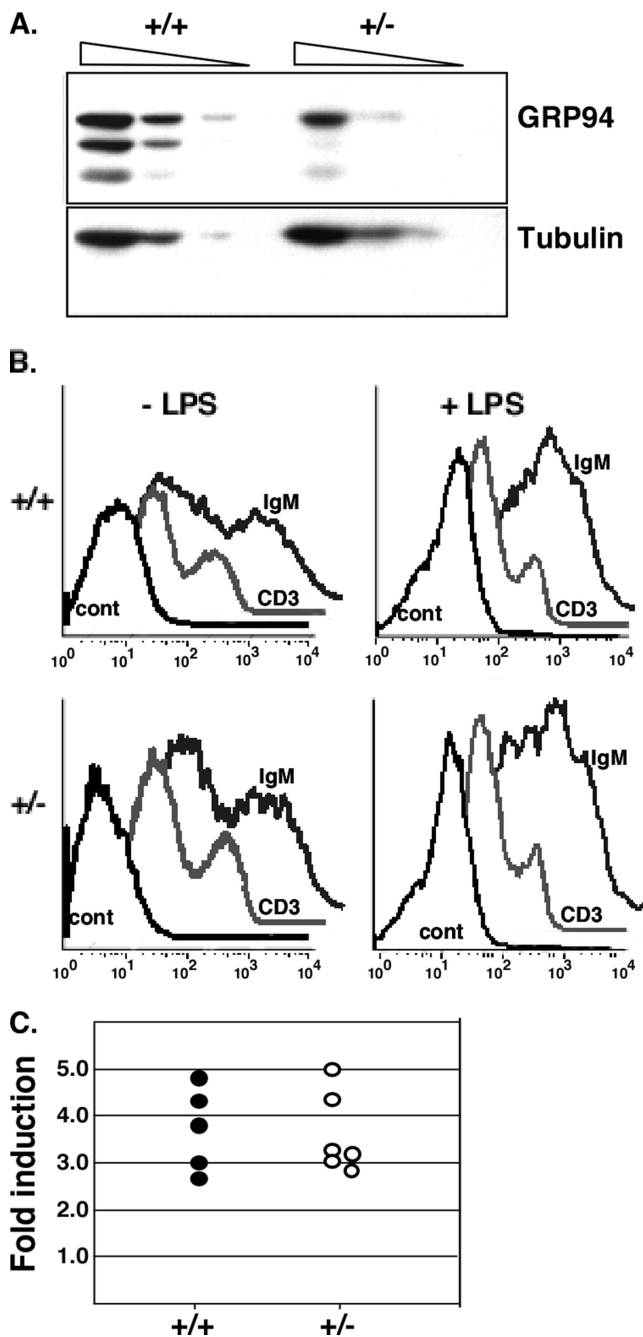 A.
+/+ +/-
GRP94
Tubulin
B.
- LPS + LPS
+/+
IgM
cont
CD3
10^0 10^1 10^2 10^3 10^4
IgM
cont
CD3
10^0 10^1 10^2 10^3 10^4
+/-
IgM
cont
CD3
10^0 10^1 10^2 10^3 10^4
IgM
cont
CD3
10^0 10^1 10^2 10^3 10^4
C.
Fold induction
5.0
4.0
3.0
2.0
1.0
+/+ +/-